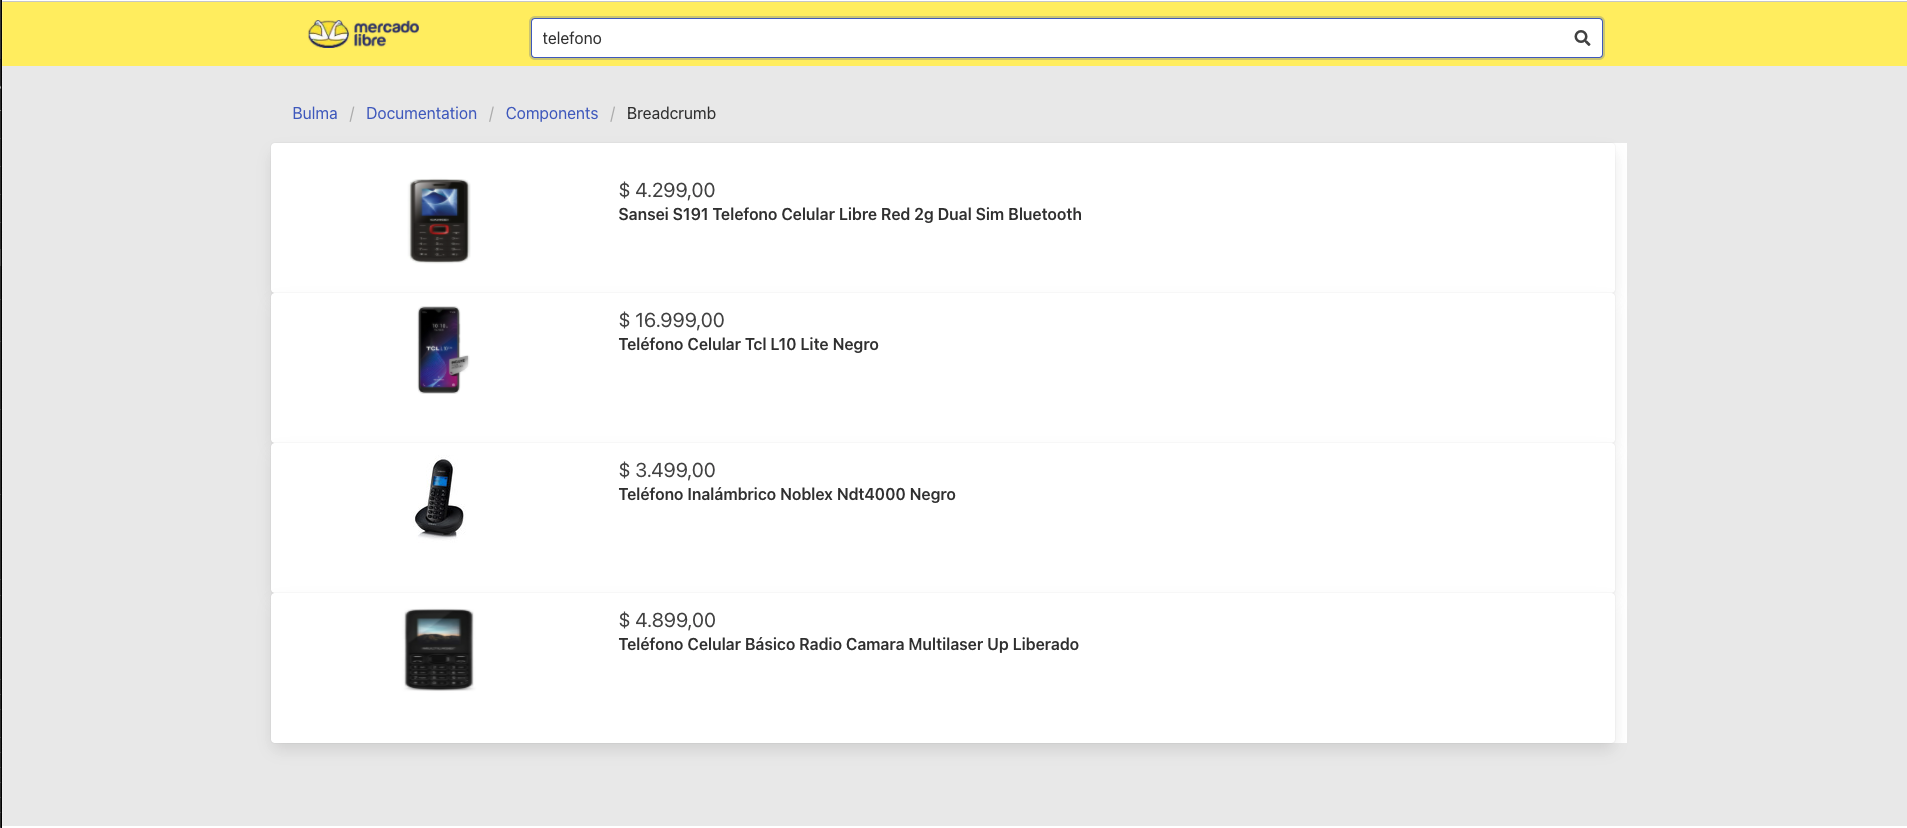 mercado
libre
telefono
Bulma / Documentation / Components / Breadcrumb
$ 4.299,00
Sansei S191 Telefono Celular Libre Red 2g Dual Sim Bluetooth
$ 16.999,00
Teléfono Celular Tcl L10 Lite Negro
TCL
$ 3.499,00
Teléfono Inalámbrico Noblex Ndt4000 Negro
$ 4.899,00
Teléfono Celular Básico Radio Camara Multilaser Up Liberado